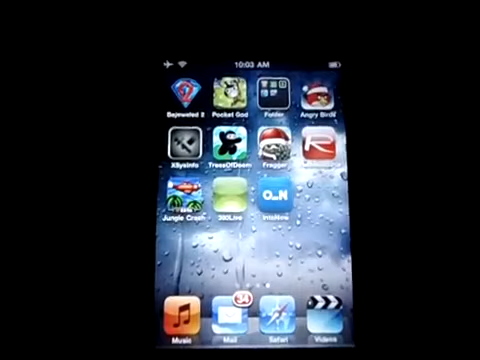 10:03 AM
Bejeweled 2 Pocket God Folder Angry Birds
XSysInfo TreesOfDoom Fragger
Jungle Crash 360Live
34
Music Mail Safari Videos